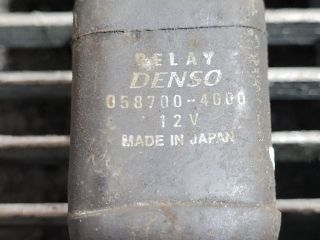 RELAY
DENSO
058700-4000
12V
MADE IN JAPAN